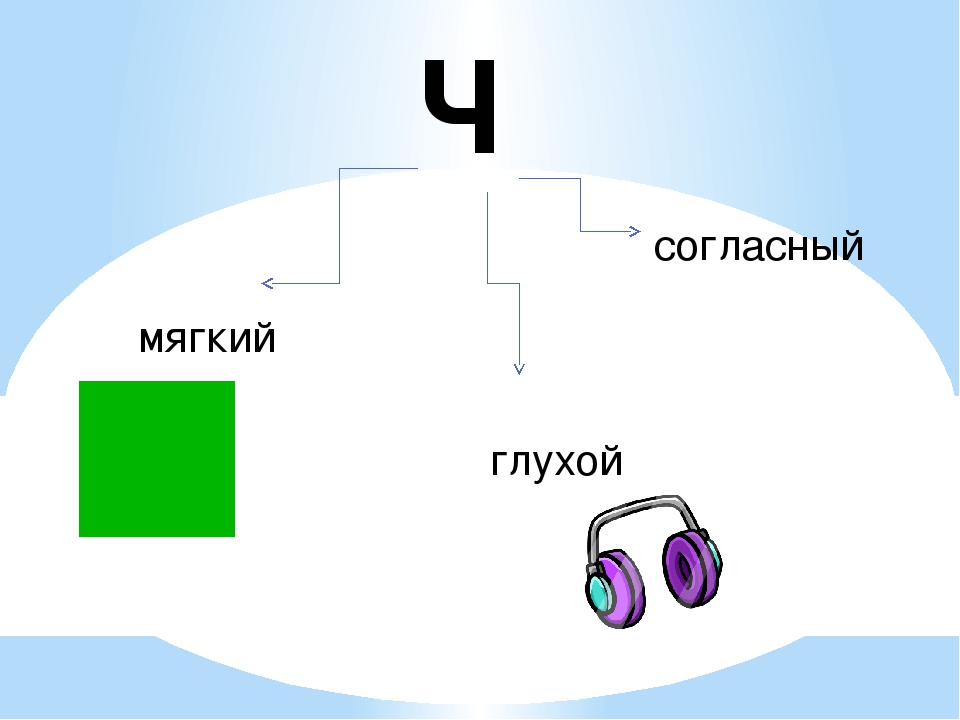 ч
согласный
мягкий
глухой